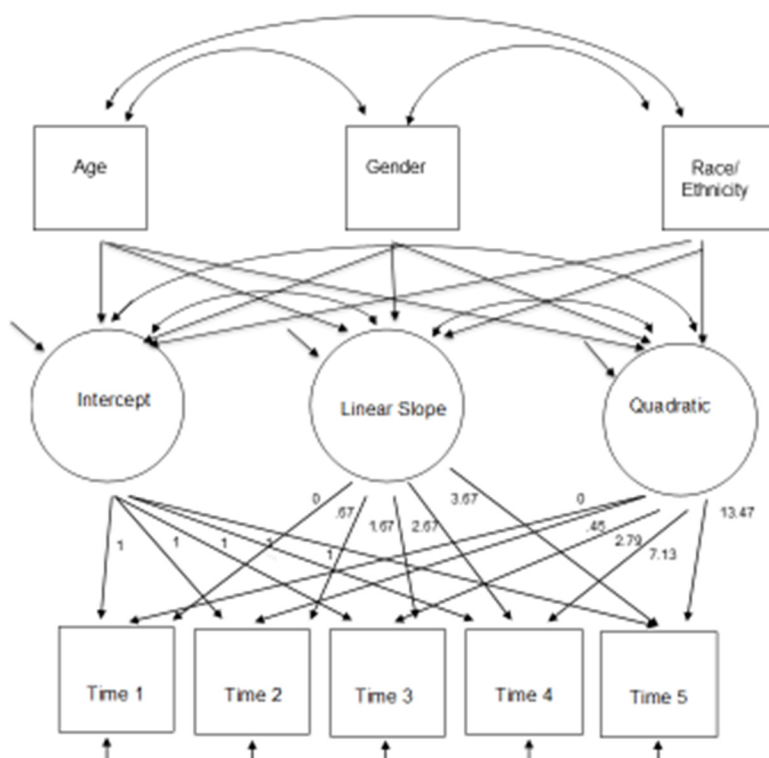 Age
Gender
Race/
Ethnicity
Intercept
Linear Slope
Quadratic
0
.67
1.67
2.67
3.67
0
.45
2.79
7.13
13.47
1
1
1
1
1
Time 1
Time 2
Time 3
Time 4
Time 5